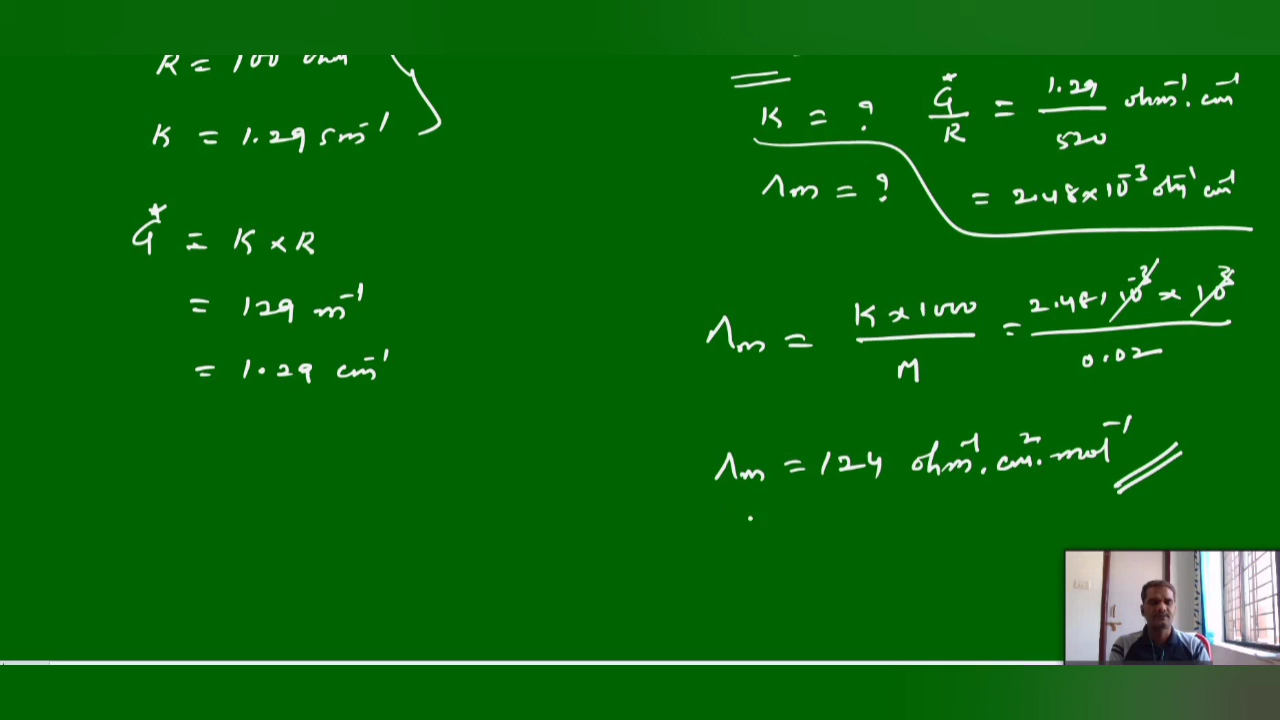 R = 100 ohm
K = 1.29 Sm⁻¹
G* = K × R
= 129 m⁻¹
= 1.29 cm⁻¹
K = ? G*/R = 1.29/520 ohm⁻¹. cm⁻¹
Λm = ? = 2.48×10⁻³ ohm⁻¹ cm⁻¹
Λm = K × 1000 / M = 2.48 × 10⁻³ × 10³ / 0.02
Λm = 124 ohm⁻¹. cm². mol⁻¹